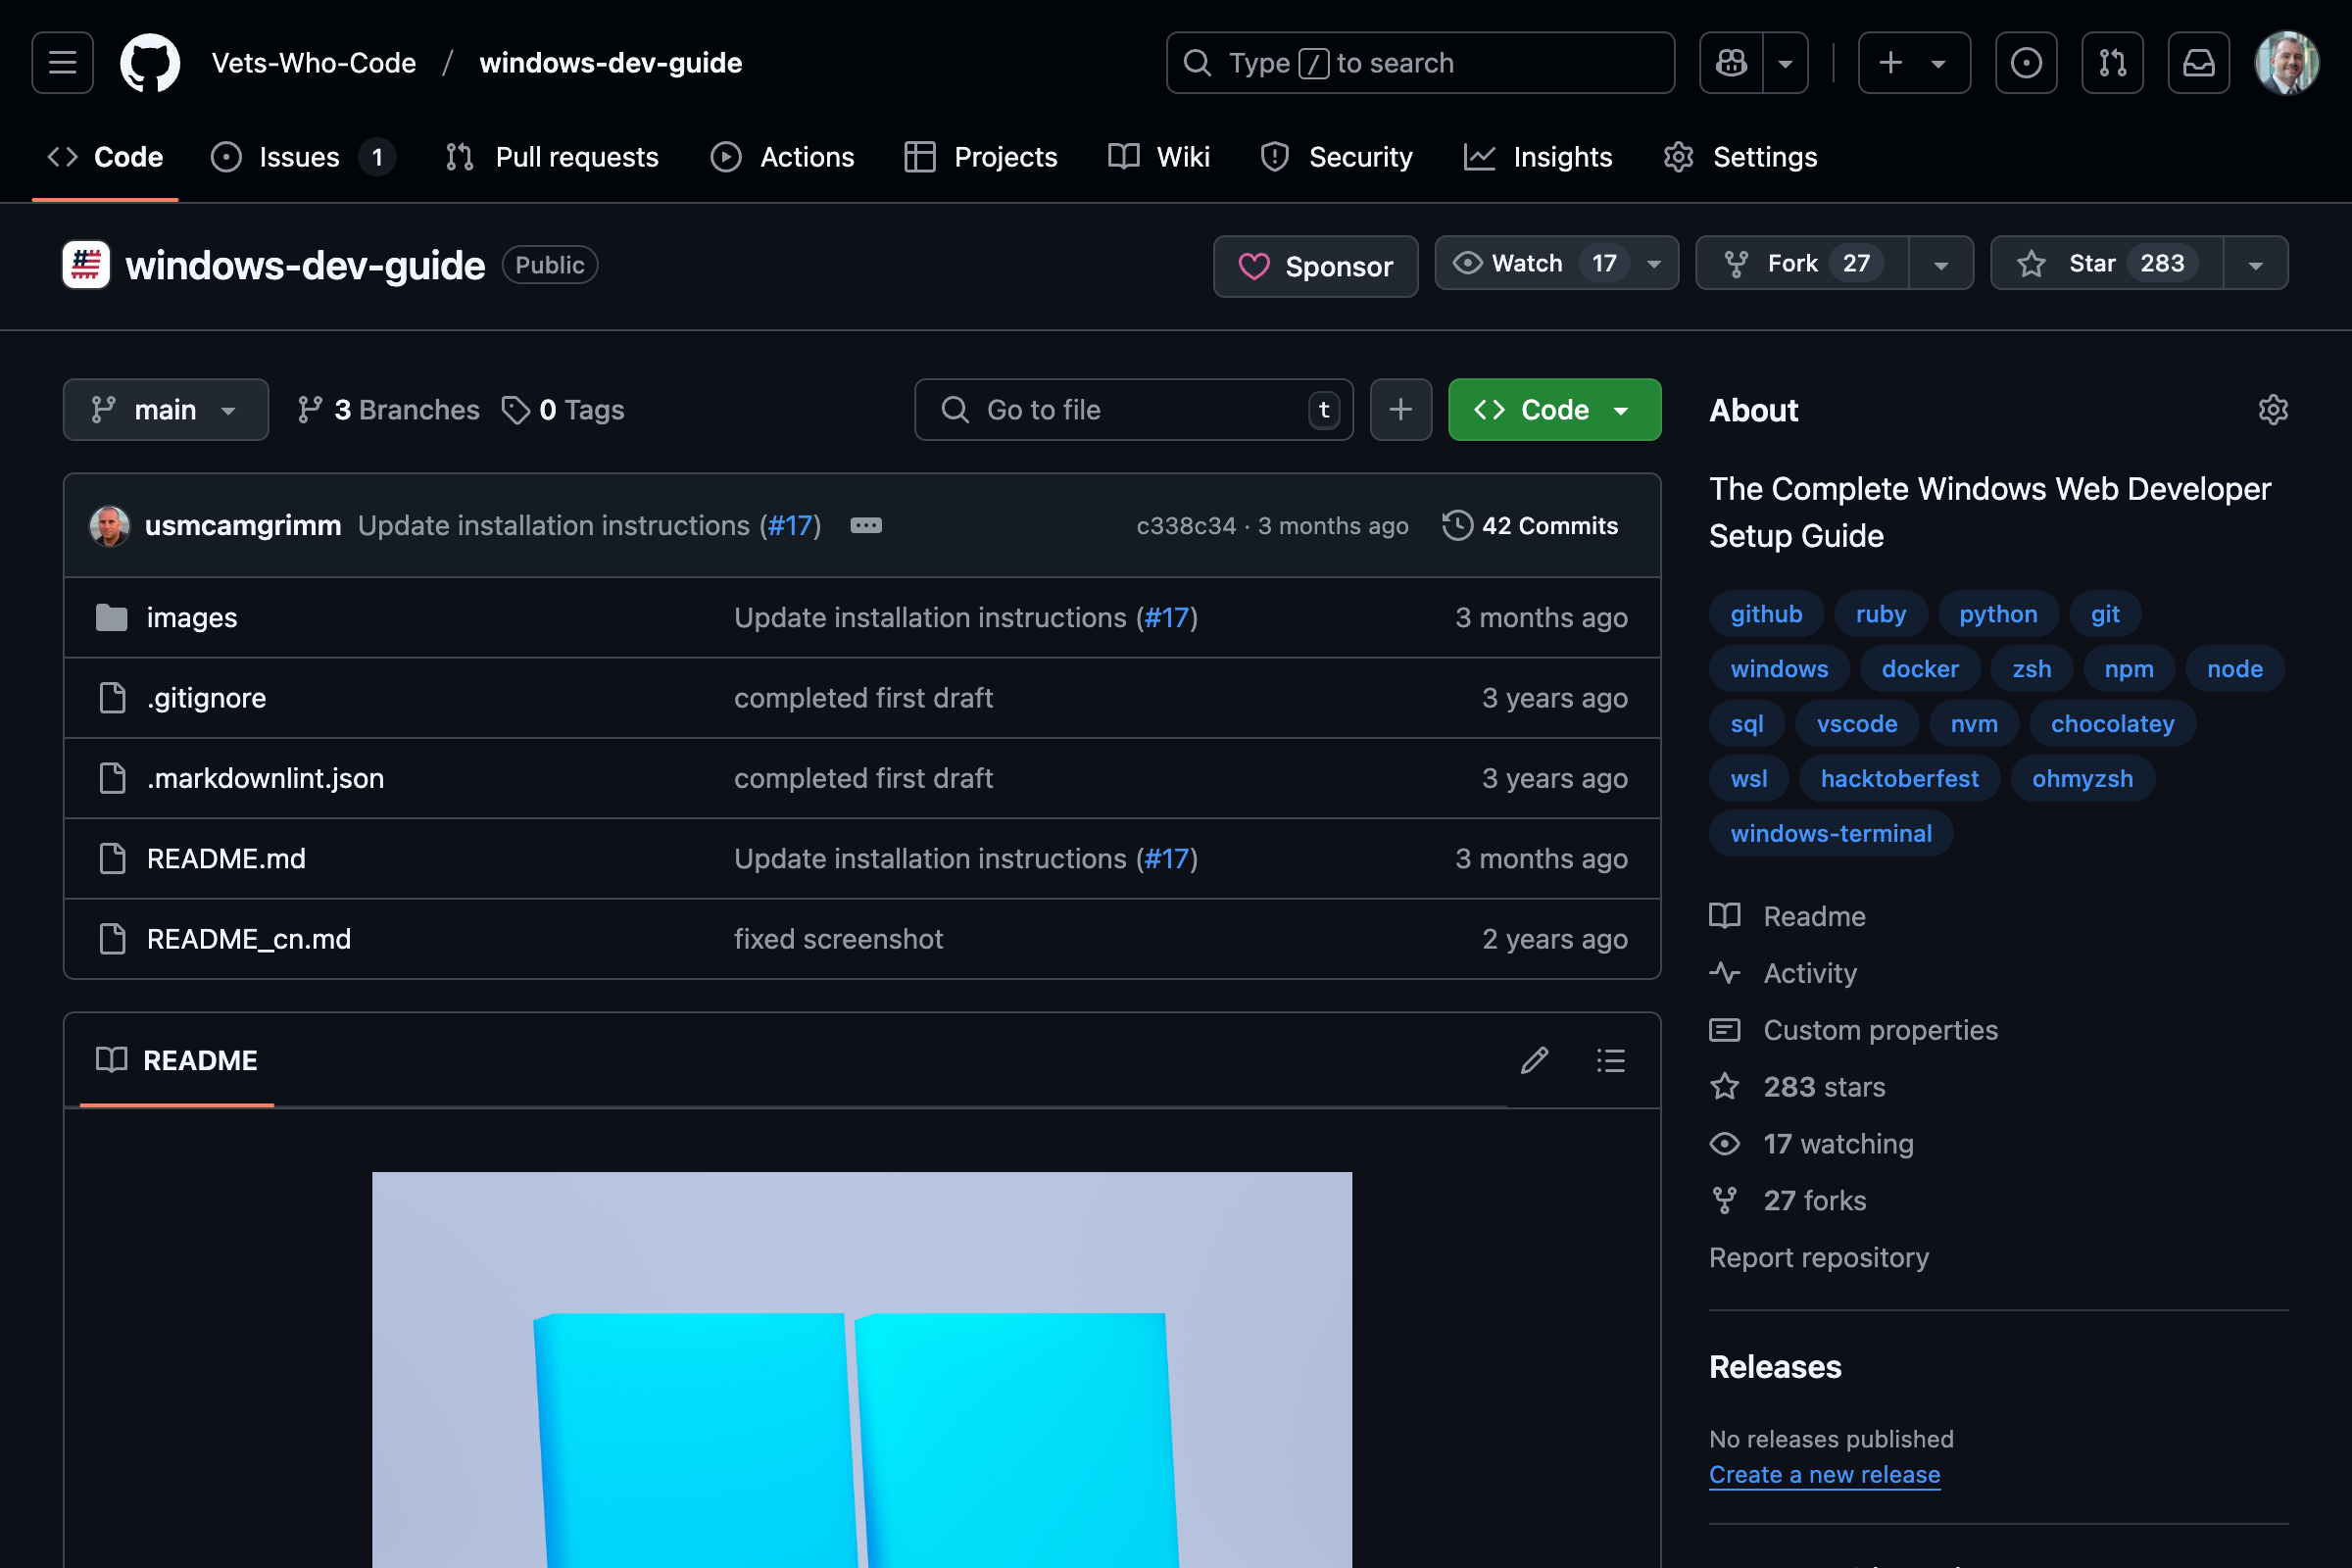 Vets-Who-Code / windows-dev-guide
Type / to search
Code
Issues 1
Pull requests
Actions
Projects
Wiki
Security
Insights
Settings
windows-dev-guide Public
Sponsor
Watch 17
Fork 27
Star 283
main
3 Branches
0 Tags
Go to file t
Code
usmcamgrimm Update installation instructions (#17)
c338c34 · 3 months ago
42 Commits
images Update installation instructions (#17) 3 months ago
.gitignore completed first draft 3 years ago
.markdownlint.json completed first draft 3 years ago
README.md Update installation instructions (#17) 3 months ago
README_cn.md fixed screenshot 2 years ago
README
About
The Complete Windows Web Developer
Setup Guide
github ruby python git
windows docker zsh npm node
sql vscode nvm chocolatey
wsl hacktoberfest ohmyzsh
windows-terminal
Readme
Activity
Custom properties
283 stars
17 watching
27 forks
Report repository
Releases
No releases published
Create a new release